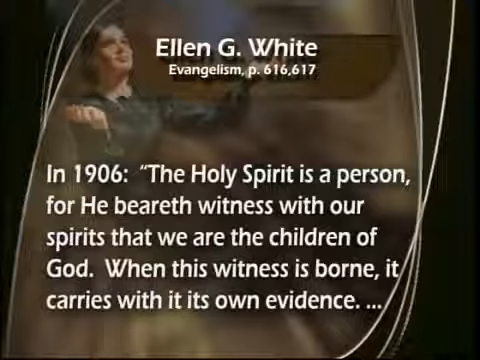 Ellen G. White
Evangelism, p. 616,617
In 1906:  "The Holy Spirit is a person,
for He beareth witness with our
spirits that we are the children of
God.  When this witness is borne, it
carries with it its own evidence. ...